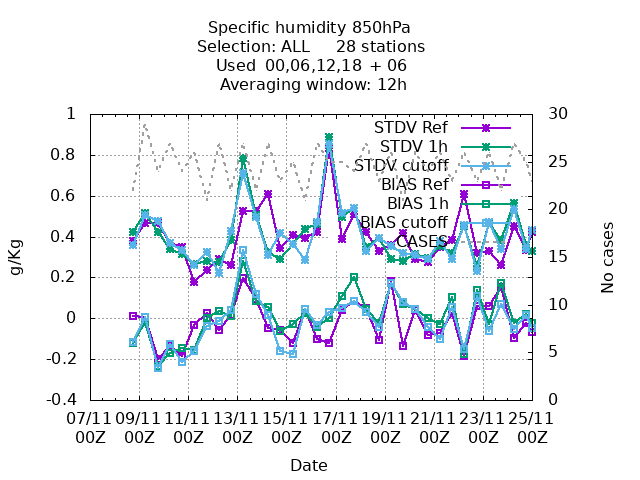 Specific humidity 850hPa
Selection: ALL 28 stations
Used 00,06,12,18 + 06
Averaging window: 12h
STDV Ref
STDV 1h
STDV cutoff
BIAS Ref
BIAS 1h
BIAS cutoff
CASES
1
0.8
0.6
0.4
0.2
0
-0.2
-0.4
30
25
20
15
10
5
0
g/Kg
No cases
07/11 09/11 11/11 13/11 15/11 17/11 19/11 21/11 23/11 25/11
00Z 00Z 00Z 00Z 00Z 00Z 00Z 00Z 00Z 00Z
Date